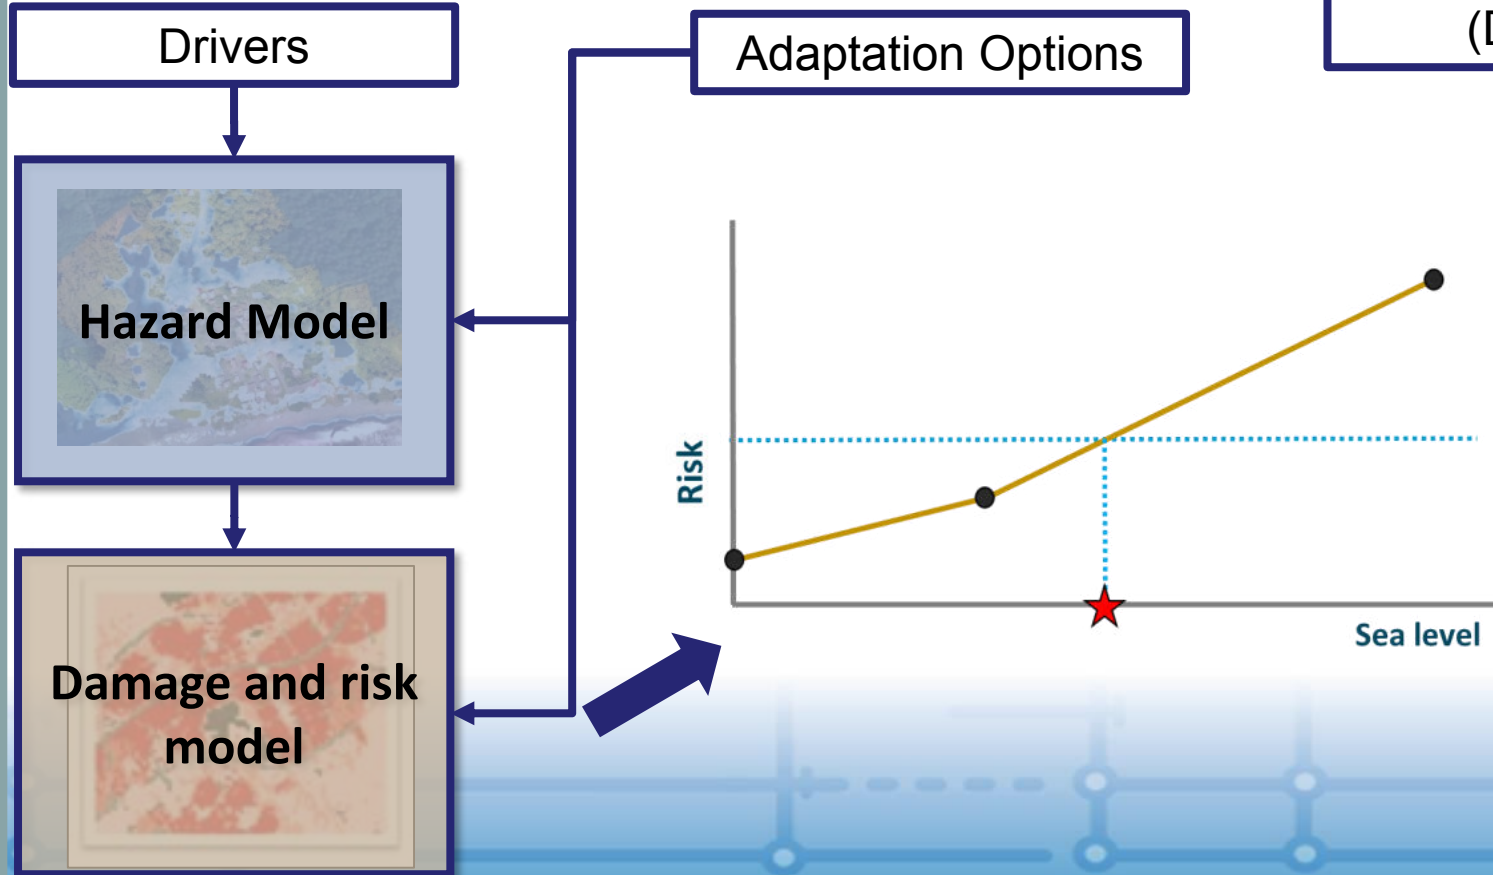 Drivers
Adaptation Options
(D
Hazard Model
Risk
Sea level
Damage and risk
model